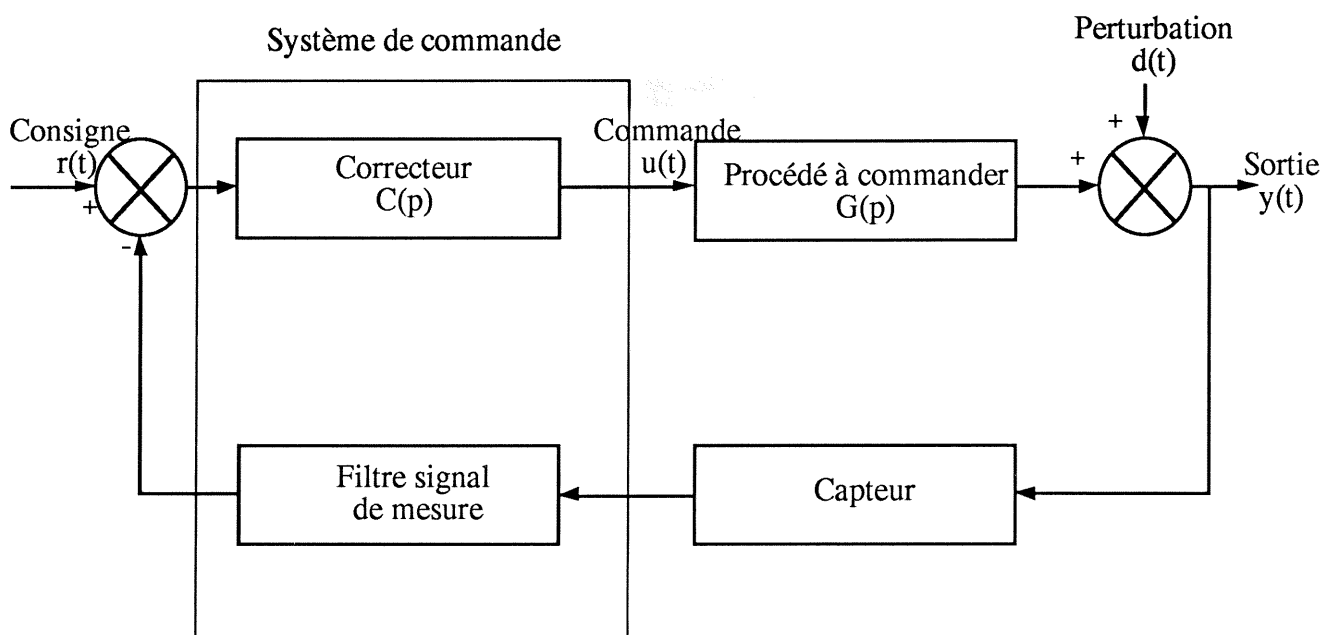 Système de commande
Perturbation
d(t)
Consigne
r(t)
+
-
Correcteur
C(p)
Commande
u(t)
Procédé à commander
G(p)
+
+
Sortie
y(t)
Filtre signal
de mesure
Capteur